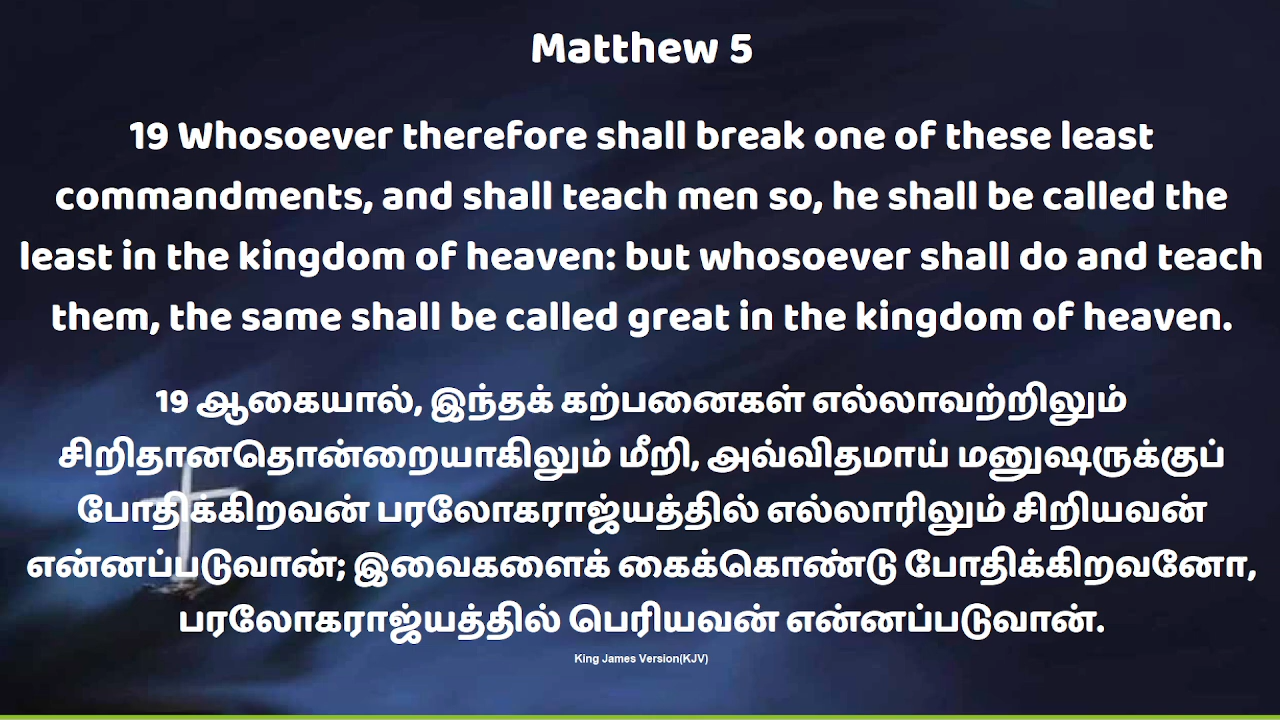 Matthew 5
19 Whosoever therefore shall break one of these least
commandments, and shall teach men so, he shall be called the
least in the kingdom of heaven: but whosoever shall do and teach
them, the same shall be called great in the kingdom of heaven.
19 ஆகையால், இந்தக் கற்பனைகள் எல்லாவற்றிலும்
சிறிதானதொன்றையாகிலும் மீறி, அவ்விதமாய் மனுஷருக்குப்
போதிக்கிறவன் பரலோகராஜ்யத்தில் எல்லாரிலும் சிறியவன்
என்னப்படுவான்; இவைகளைக் கைக்கொண்டு போதிக்கிறவனோ,
பரலோகராஜ்யத்தில் பெரியவன் என்னப்படுவான்.
King James Version(KJV)